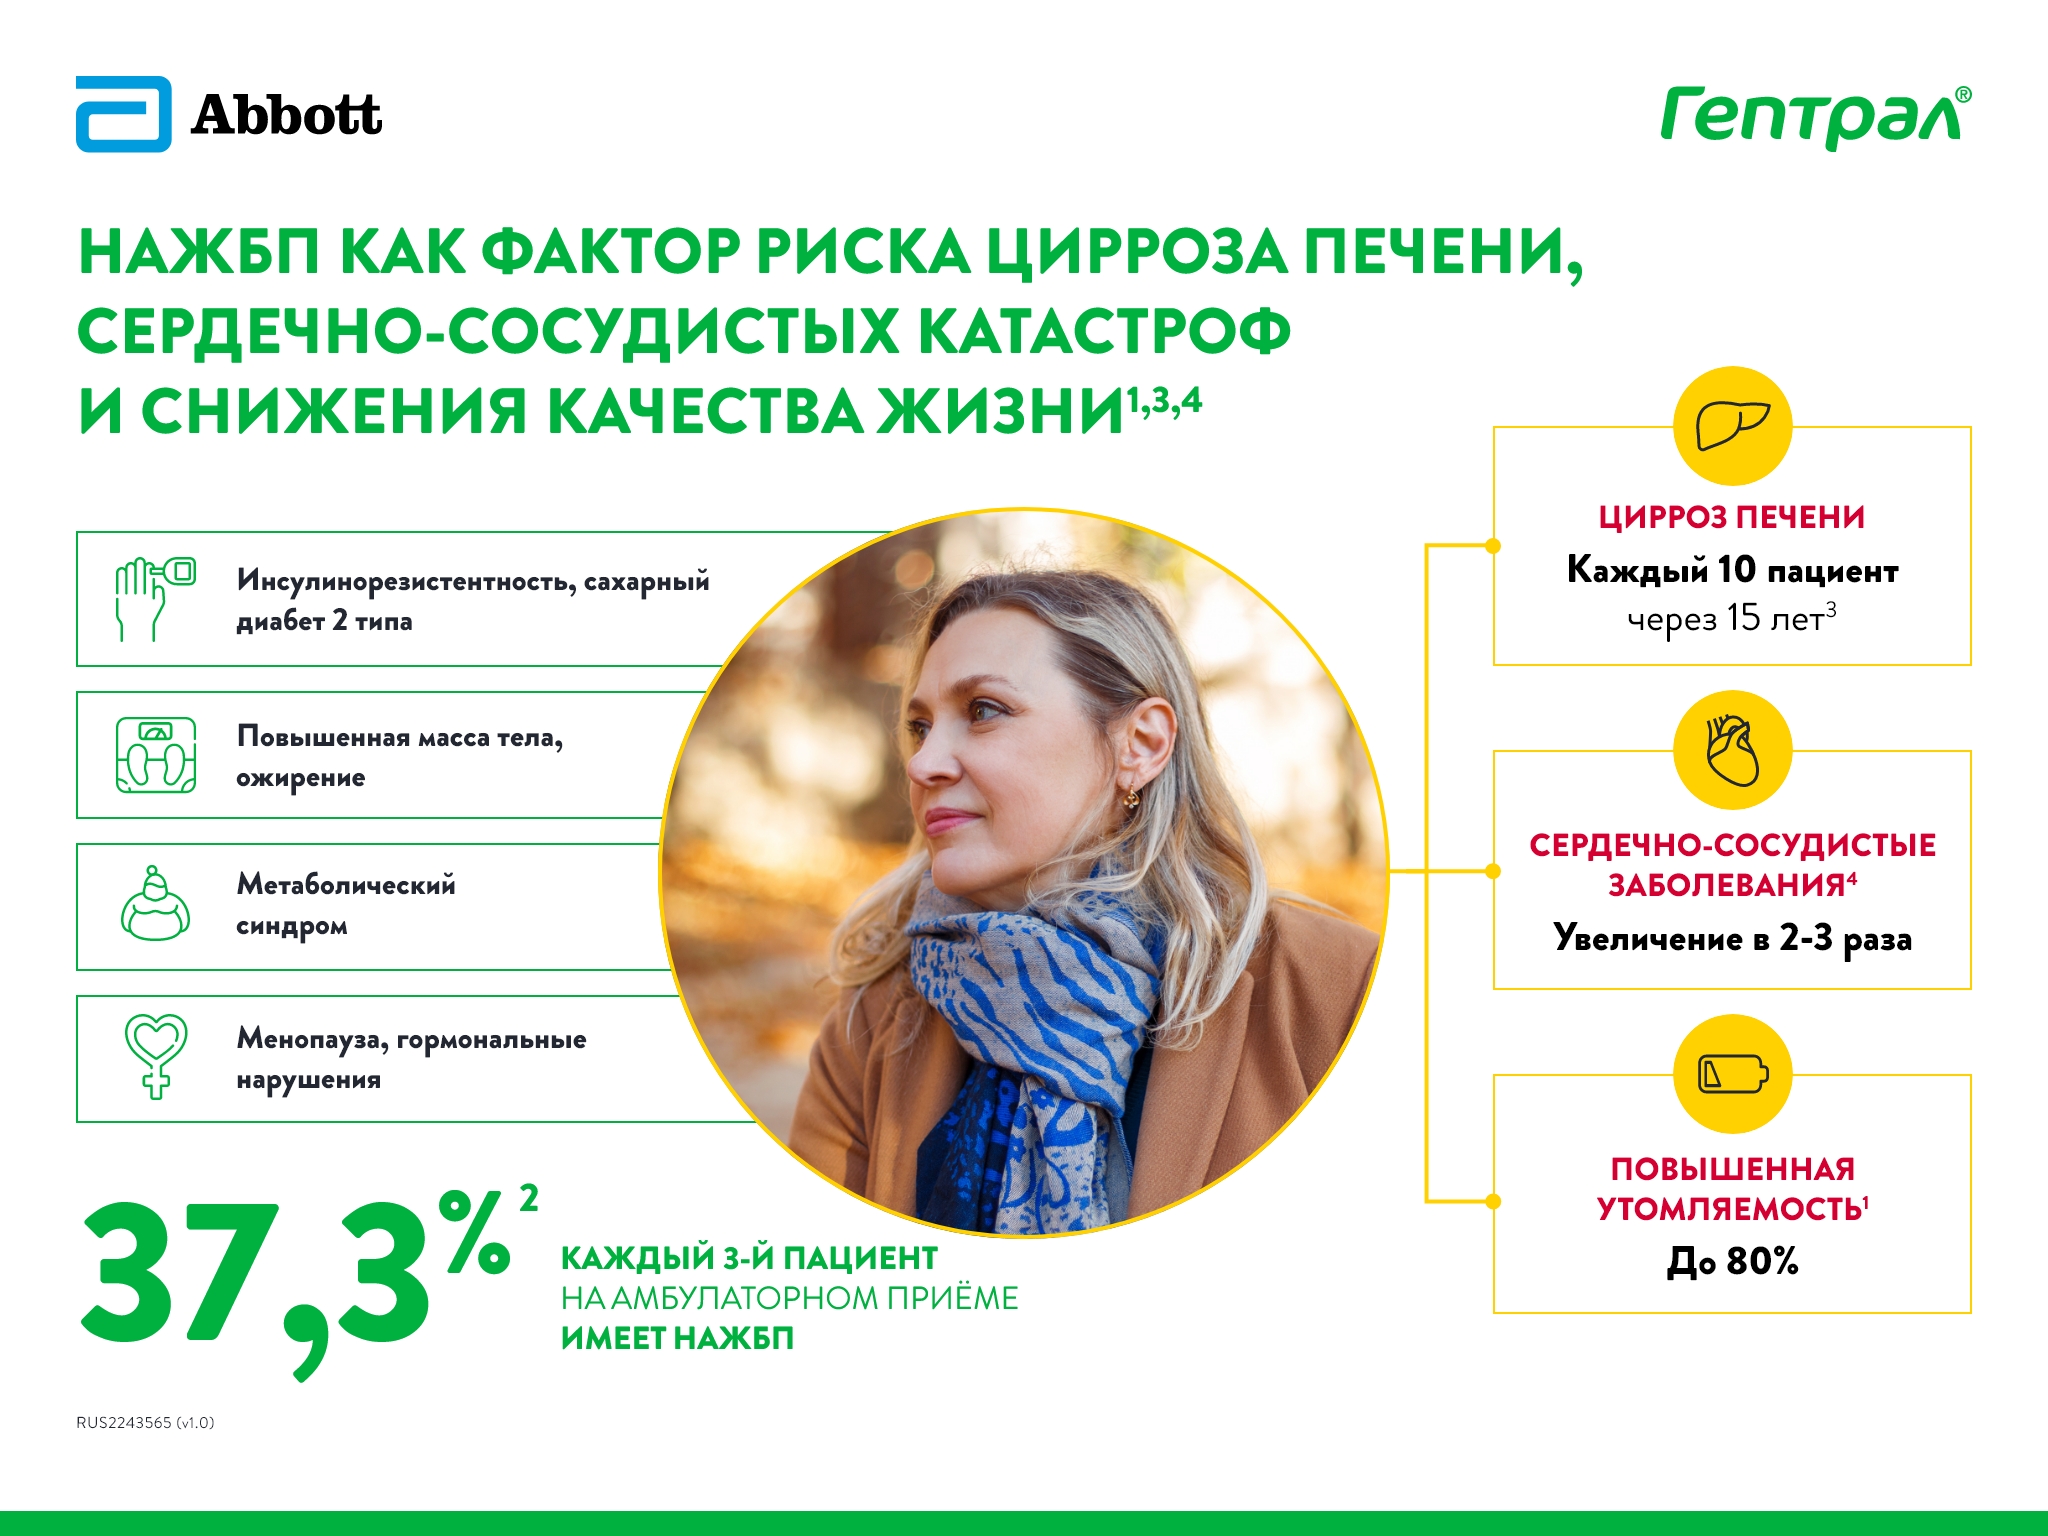 Abbott
Гептрал®
НАЖБП КАК ФАКТОР РИСКА ЦИРРОЗА ПЕЧЕНИ,
СЕРДЕЧНО-СОСУДИСТЫХ КАТАСТРОФ
И СНИЖЕНИЯ КАЧЕСТВА ЖИЗНИ1,3,4
Инсулинорезистентность, сахарный
диабет 2 типа
Повышенная масса тела,
ожирение
Метаболический
синдром
Менопауза, гормональные
нарушения
37,3%2
КАЖДЫЙ 3-Й ПАЦИЕНТ
НА АМБУЛАТОРНОМ ПРИЁМЕ
ИМЕЕТ НАЖБП
ЦИРРОЗ ПЕЧЕНИ
Каждый 10 пациент
через 15 лет3
СЕРДЕЧНО-СОСУДИСТЫЕ
ЗАБОЛЕВАНИЯ4
Увеличение в 2-3 раза
ПОВЫШЕННАЯ
УТОМЛЯЕМОСТЬ1
До 80%
RUS2243565 (v1.0)